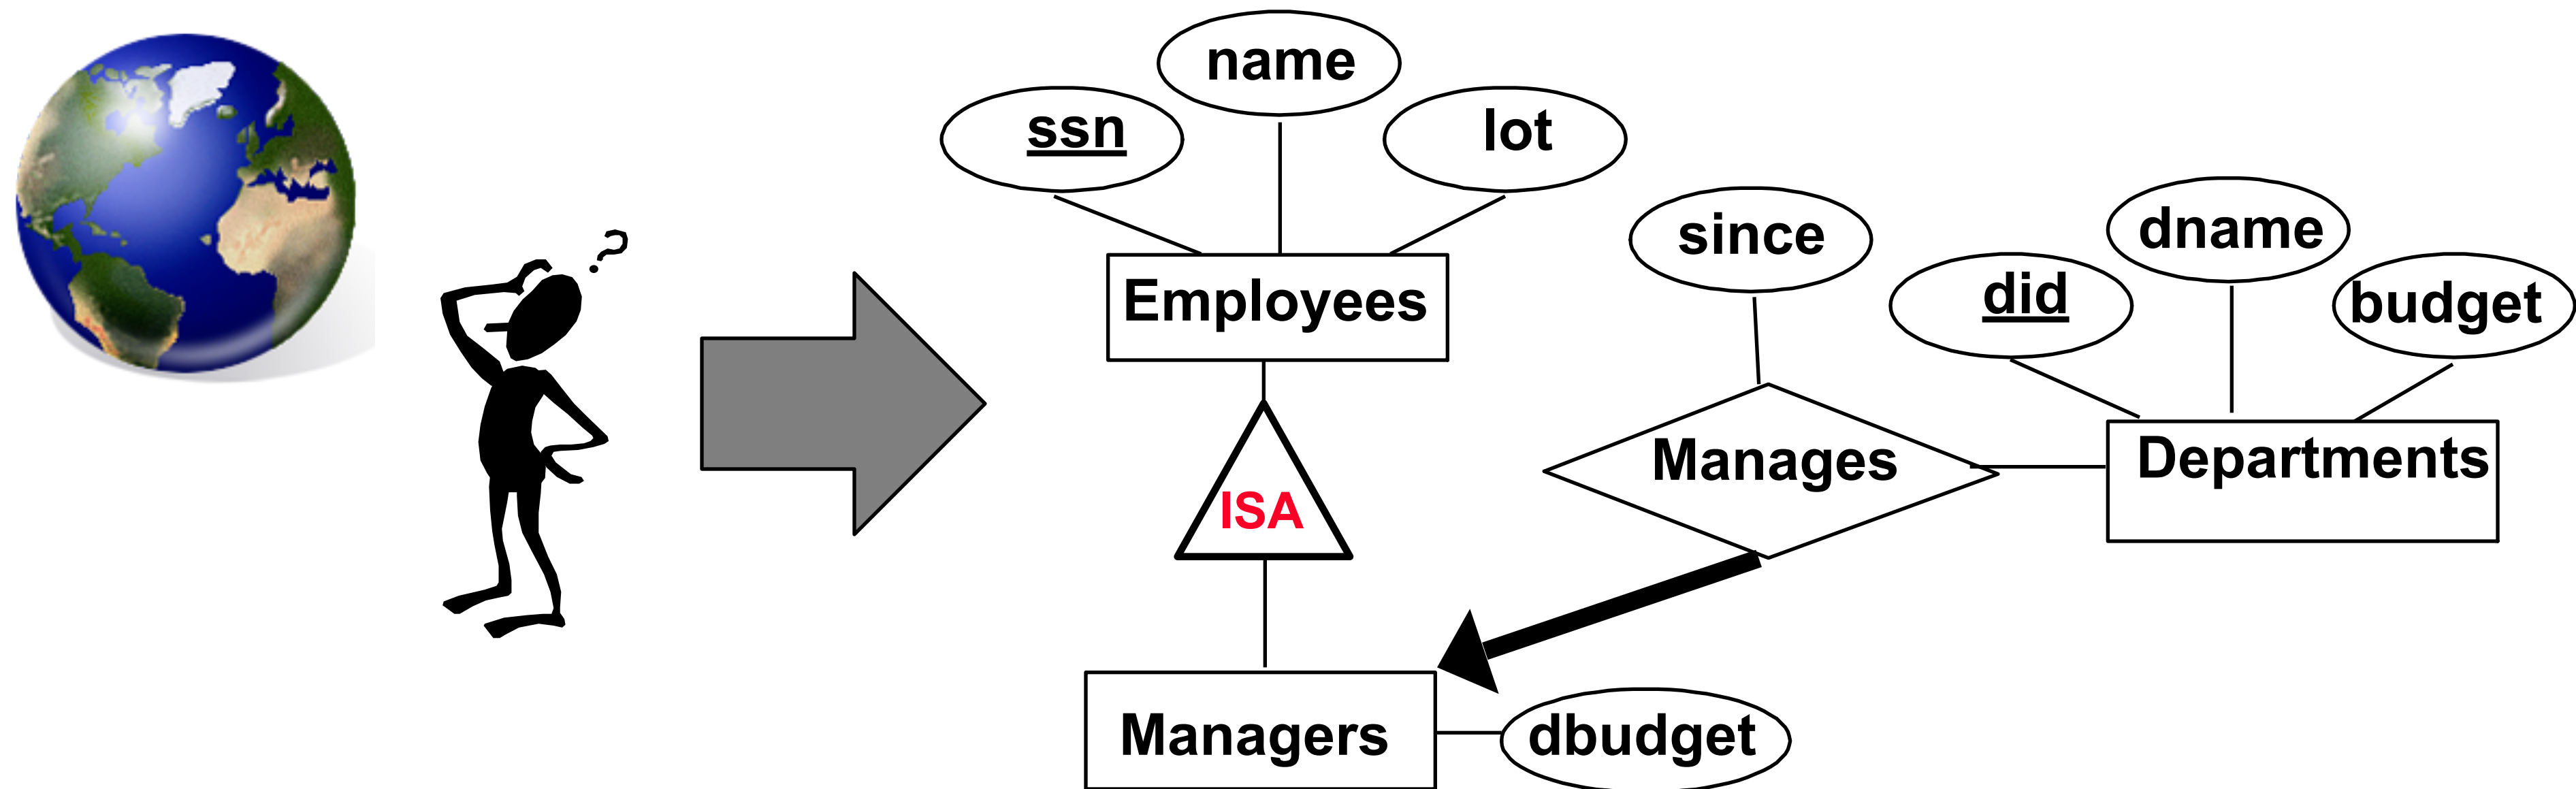 name
ssn
lot
since
dname
did
budget
Employees
Manages
Departments
ISA
Managers
dbudget
?